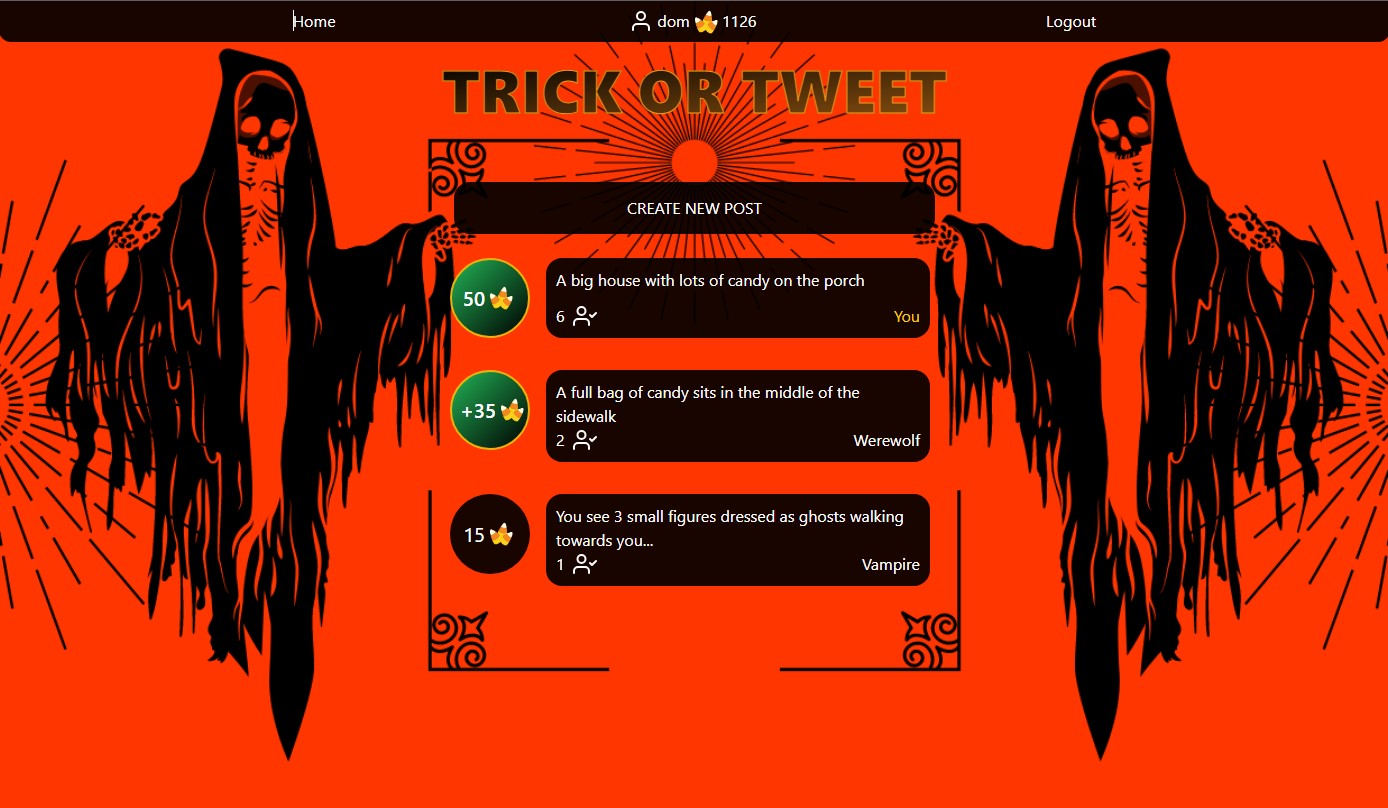 Home
dom 1126
Logout
TRICK OR TWEET
CREATE NEW POST
50
A big house with lots of candy on the porch
6
You
+35
A full bag of candy sits in the middle of the
sidewalk
2
Werewolf
15
You see 3 small figures dressed as ghosts walking
towards you...
1
Vampire